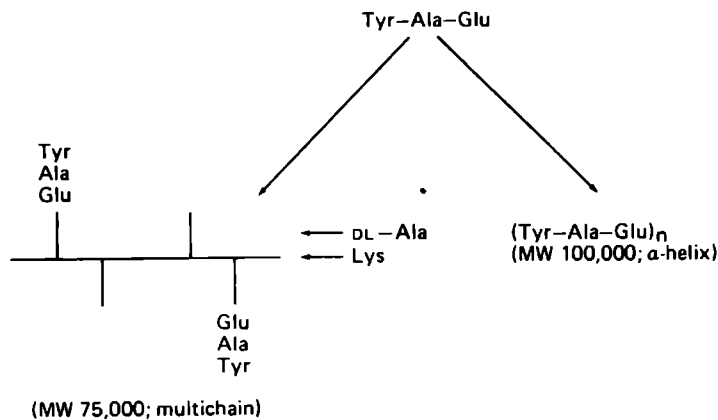 Tyr–Ala–Glu
Tyr
Ala
Glu
DL–Ala
Lys
(Tyr–Ala–Glu)n
(MW 100,000; α-helix)
Glu
Ala
Tyr
(MW 75,000; multichain)